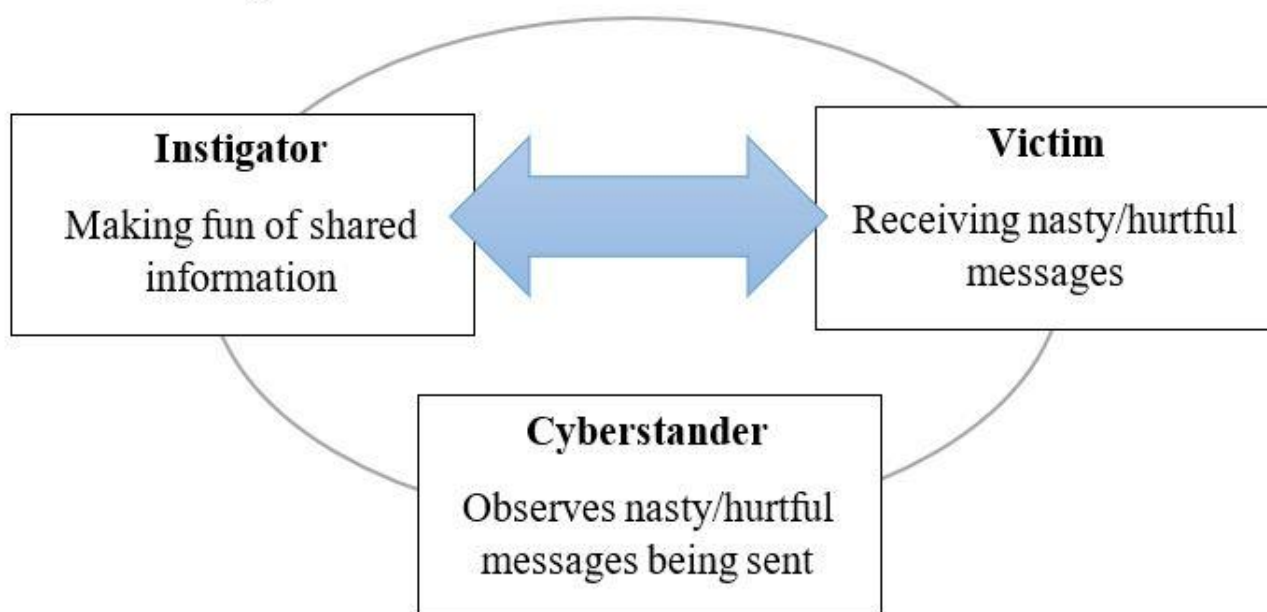 Instigator
Making fun of shared
information
Victim
Receiving nasty/hurtful
messages
Cyberstander
Observes nasty/hurtful
messages being sent